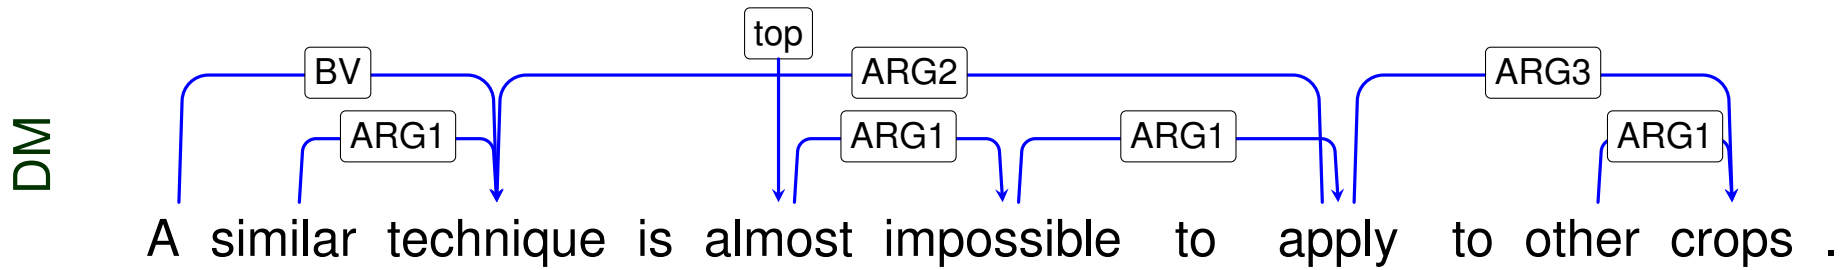 top
BV ARG2 ARG3
ARG1 ARG1 ARG1 ARG1
DM
A similar technique is almost impossible to apply to other crops .